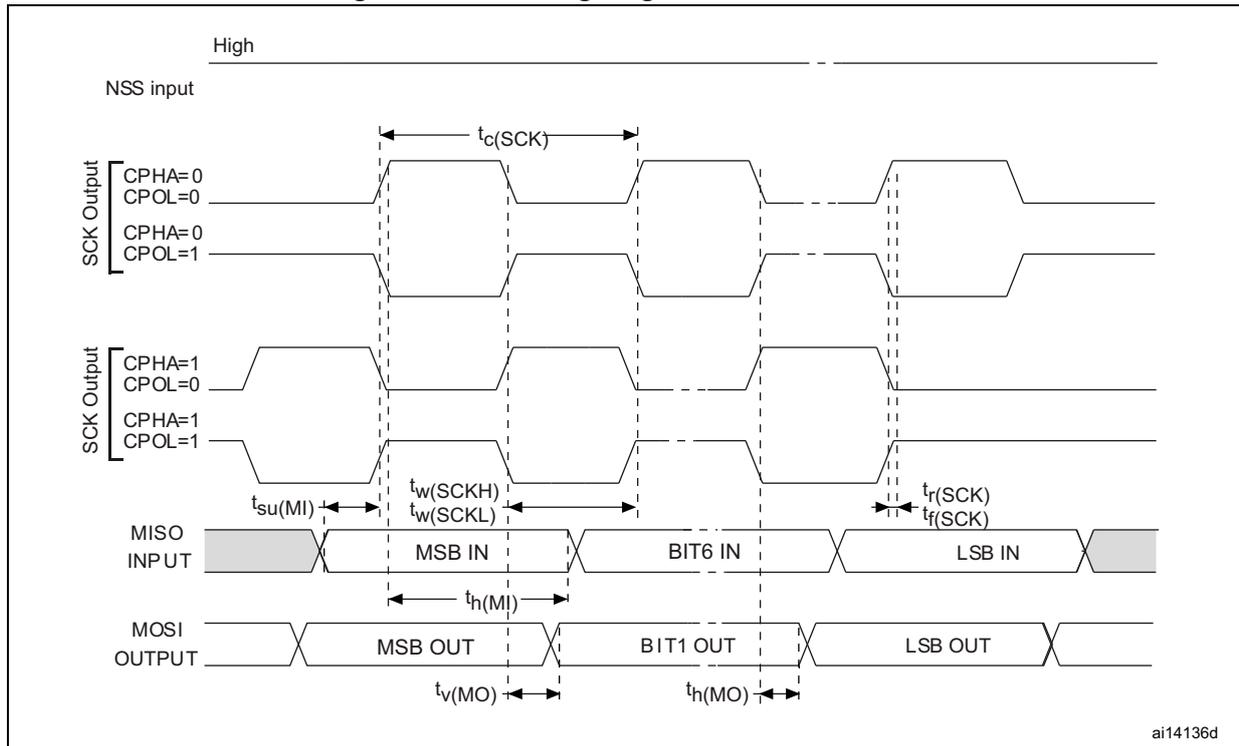 High
NSS input
tc(SCK)
SCK Output
CPHA=0
CPOL=0
CPHA=0
CPOL=1
SCK Output
CPHA=1
CPOL=0
CPHA=1
CPOL=1
tsu(MI)
tw(SCKH)
tw(SCKL)
tr(SCK)
tf(SCK)
MISO
INPUT
MSB IN
BIT6 IN
LSB IN
th(MI)
MOSI
OUTPUT
MSB OUT
BIT1 OUT
LSB OUT
tv(MO)
th(MO)
ai14136d